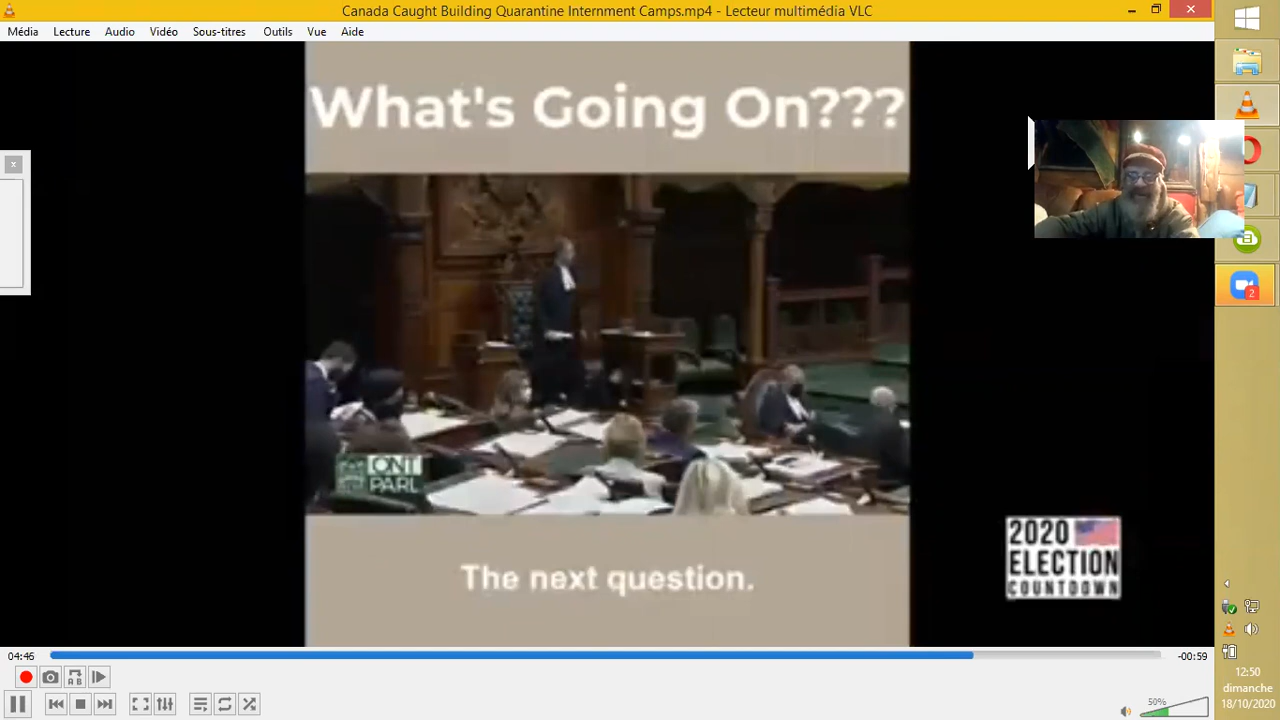 Canada Caught Building Quarantine Internment Camps.mp4 - Lecteur multimédia VLC
Média Lecture Audio Vidéo Sous-titres Outils Vue Aide
What's Going On???
ONT
PARL
The next question.
2020
ELECTION
COUNTDOWN
04:46
-00:59
50%
2
12:50
dimanche
18/10/2020